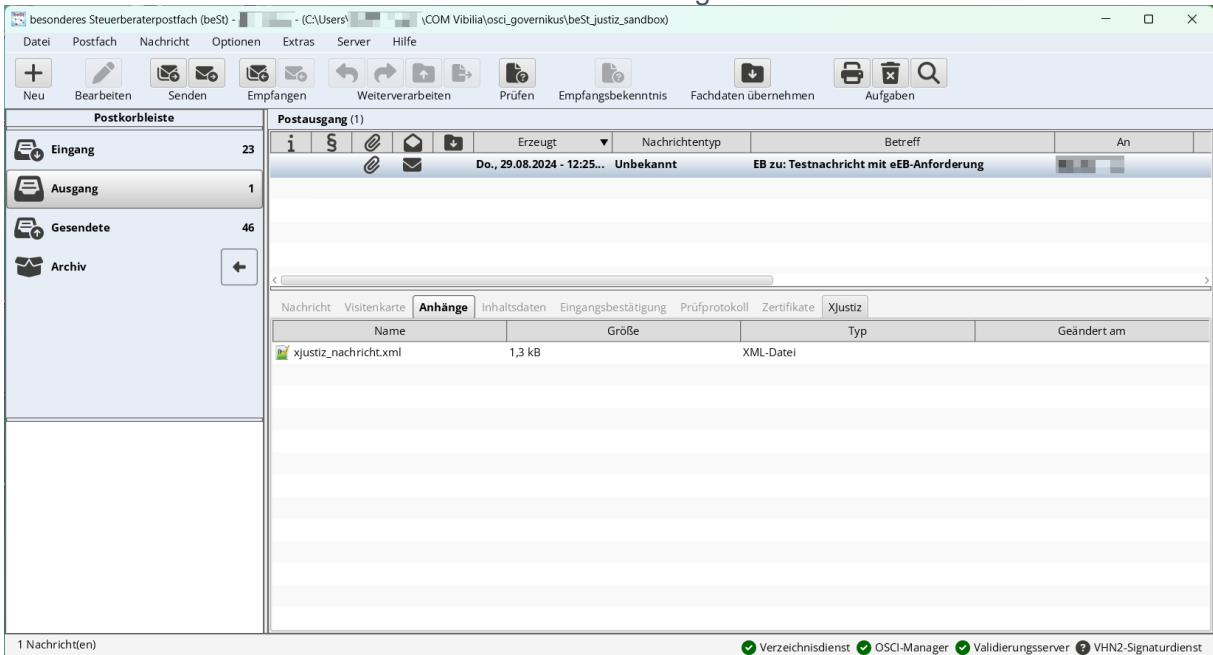 besonderes Steuerberaterpostfach (beSt) - - (C:\Users\ \COM Vibilia\osci_governikus\beSt_justiz_sandbox)
Datei Postfach Nachricht Optionen Extras Server Hilfe
Neu Bearbeiten Senden Empfangen Weiterverarbeiten Prüfen Empfangsbekenntnis Fachdaten übernehmen Aufgaben
Postkorbleiste
Eingang 23
Ausgang 1
Gesendete 46
Archiv
Postausgang (1)
i § Erzeugt ▼ Nachrichtentyp Betreff An
Do., 29.08.2024 - 12:25... Unbekannt EB zu: Testnachricht mit eEB-Anforderung
Nachricht Visitenkarte Anhänge Inhaltsdaten Eingangsbestätigung Prüfprotokoll Zertifikate XJustiz
Name Größe Typ Geändert am
xjustiz_nachricht.xml 1,3 kB XML-Datei
1 Nachricht(en)
Verzeichnisdienst OSCI-Manager Validierungsserver VHN2-Signaturdienst